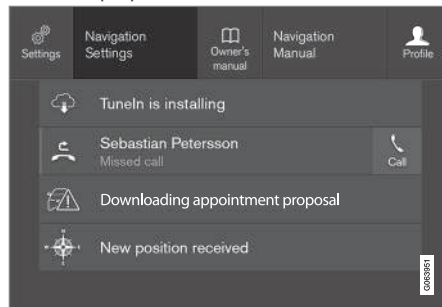 Settings
Navigation
Settings
Owner's
manual
Navigation
Manual
Profile
TuneIn is installing
Sebastian Petersson
Missed call
Call
Downloading appointment proposal
New position received
G063951